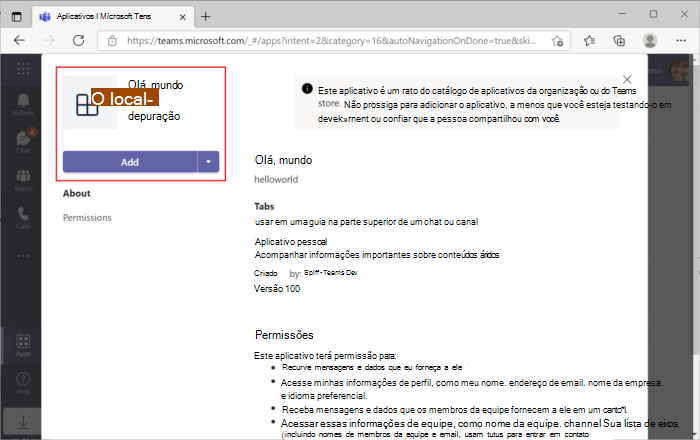 Aplicativos I Microsoft Tens
https://teams.microsoft.com/_#/apps?intent=2&category=16&autoNavigationOnDone=true&ski...
Olá, mundo
O local-
depuração
Add
About
Permissions
Este aplicativo é um rato do catálogo de aplicativos da organização ou do Teams
store. Não prossiga para adicionar o aplicativo, a menos que você esteja testando-o em
devek»rnent ou confiar que a pessoa compartilhou com você.
Olá, mundo
helloworld
Tabs
usar em uma guia na parte superior de um chat ou canal
Aplicativo pessoal
Acompanhar informações importantes sobre conteúdos áridos
Criado by: Spiff-Teams Dev
Versão 100
Permissões
Este aplicativo terá permissão para:
Recurve mensagens e dados que eu forneça a ele
Acesse minhas informações de perfil, como meu nome. endereço de email. nome da empresa.
e idioma preferencial.
Receba mensagens e dados que os membros da equipe fornecem a ele em um canto"l.
Acessar essas informações de equipe, como nome da equipe. channel Sua lista de eixos,
(incluindo nomes de membros da equipe e email, usam tutus para entrar em contato
Activity
4
Chat
Teams
Calls
Apps
Help